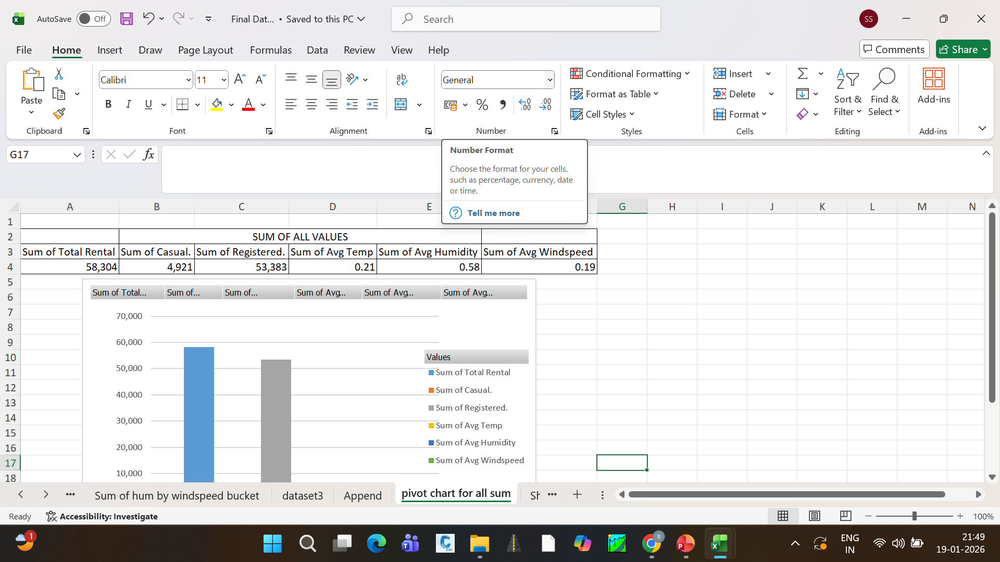 AutoSave Off Final Dat... • Saved to this PC Search SS
File Home Insert Draw Page Layout Formulas Data Review View Help Comments Share
Paste
Calibri 11
General
Conditional Formatting
Format as Table
Cell Styles
Insert
Delete
Format
Sort &
Filter
Find &
Select
Add-ins
Clipboard Font Alignment Number Styles Cells Editing Add-ins
G17
fx
Number Format
Choose the format for your cells,
such as percentage, currency, date
or time.
Tell me more
A B C D E G H I J K L M N
1
2 SUM OF ALL VALUES
3 Sum of Total Rental Sum of Casual. Sum of Registered. Sum of Avg Temp Sum of Avg Humidity Sum of Avg Windspeed
4 58,304 4,921 53,383 0.21 0.58 0.19
5
6
7
8
9
10
11
12
13
14
15
16
17
18
Sum of Total... Sum of... Sum of... Sum of Avg... Sum of Avg... Sum of Avg...
70,000
60,000
50,000
40,000
30,000
20,000
10,000
Values
Sum of Total Rental
Sum of Casual.
Sum of Registered.
Sum of Avg Temp
Sum of Avg Humidity
Sum of Avg Windspeed
Sum of hum by windspeed bucket dataset3 Append pivot chart for all sum Sh
Ready Accessibility: Investigate 100%
1
ENG
IN
21:49
19-01-2026